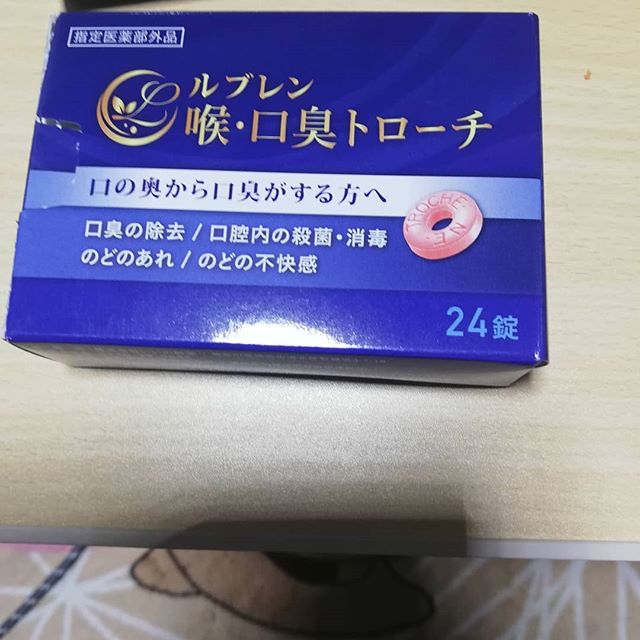 指定医薬部外品
ルブレン
喉・口臭トローチ
口の奥から口臭がする方へ
口臭の除去 / 口腔内の殺菌・消毒
のどのあれ / のどの不快感
TROCHE N.F.
24錠